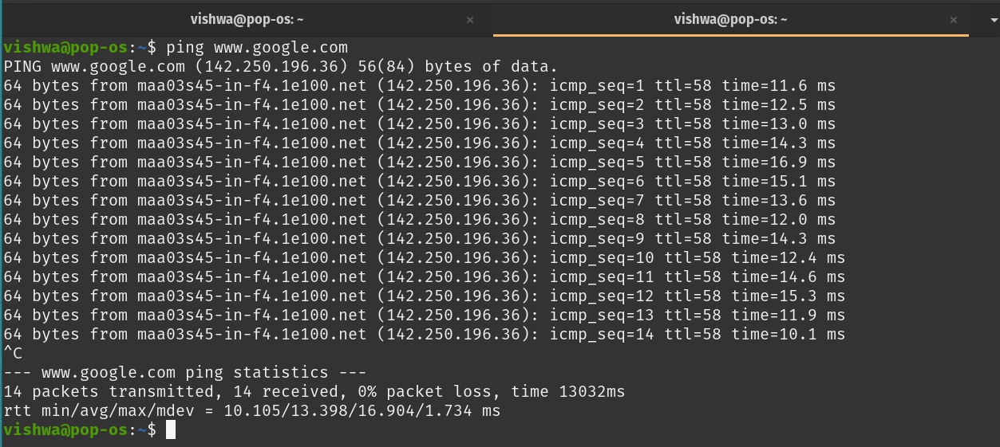 vishwa@pop-os: ~ × vishwa@pop-os: ~ ×
vishwa@pop-os:~$ ping www.google.com
PING www.google.com (142.250.196.36) 56(84) bytes of data.
64 bytes from maa03s45-in-f4.1e100.net (142.250.196.36): icmp_seq=1 ttl=58 time=11.6 ms
64 bytes from maa03s45-in-f4.1e100.net (142.250.196.36): icmp_seq=2 ttl=58 time=12.5 ms
64 bytes from maa03s45-in-f4.1e100.net (142.250.196.36): icmp_seq=3 ttl=58 time=13.0 ms
64 bytes from maa03s45-in-f4.1e100.net (142.250.196.36): icmp_seq=4 ttl=58 time=14.3 ms
64 bytes from maa03s45-in-f4.1e100.net (142.250.196.36): icmp_seq=5 ttl=58 time=16.9 ms
64 bytes from maa03s45-in-f4.1e100.net (142.250.196.36): icmp_seq=6 ttl=58 time=15.1 ms
64 bytes from maa03s45-in-f4.1e100.net (142.250.196.36): icmp_seq=7 ttl=58 time=13.6 ms
64 bytes from maa03s45-in-f4.1e100.net (142.250.196.36): icmp_seq=8 ttl=58 time=12.0 ms
64 bytes from maa03s45-in-f4.1e100.net (142.250.196.36): icmp_seq=9 ttl=58 time=14.3 ms
64 bytes from maa03s45-in-f4.1e100.net (142.250.196.36): icmp_seq=10 ttl=58 time=12.4 ms
64 bytes from maa03s45-in-f4.1e100.net (142.250.196.36): icmp_seq=11 ttl=58 time=14.6 ms
64 bytes from maa03s45-in-f4.1e100.net (142.250.196.36): icmp_seq=12 ttl=58 time=15.3 ms
64 bytes from maa03s45-in-f4.1e100.net (142.250.196.36): icmp_seq=13 ttl=58 time=11.9 ms
64 bytes from maa03s45-in-f4.1e100.net (142.250.196.36): icmp_seq=14 ttl=58 time=10.1 ms
^C
--- www.google.com ping statistics ---
14 packets transmitted, 14 received, 0% packet loss, time 13032ms
rtt min/avg/max/mdev = 10.105/13.398/16.904/1.734 ms
vishwa@pop-os:~$